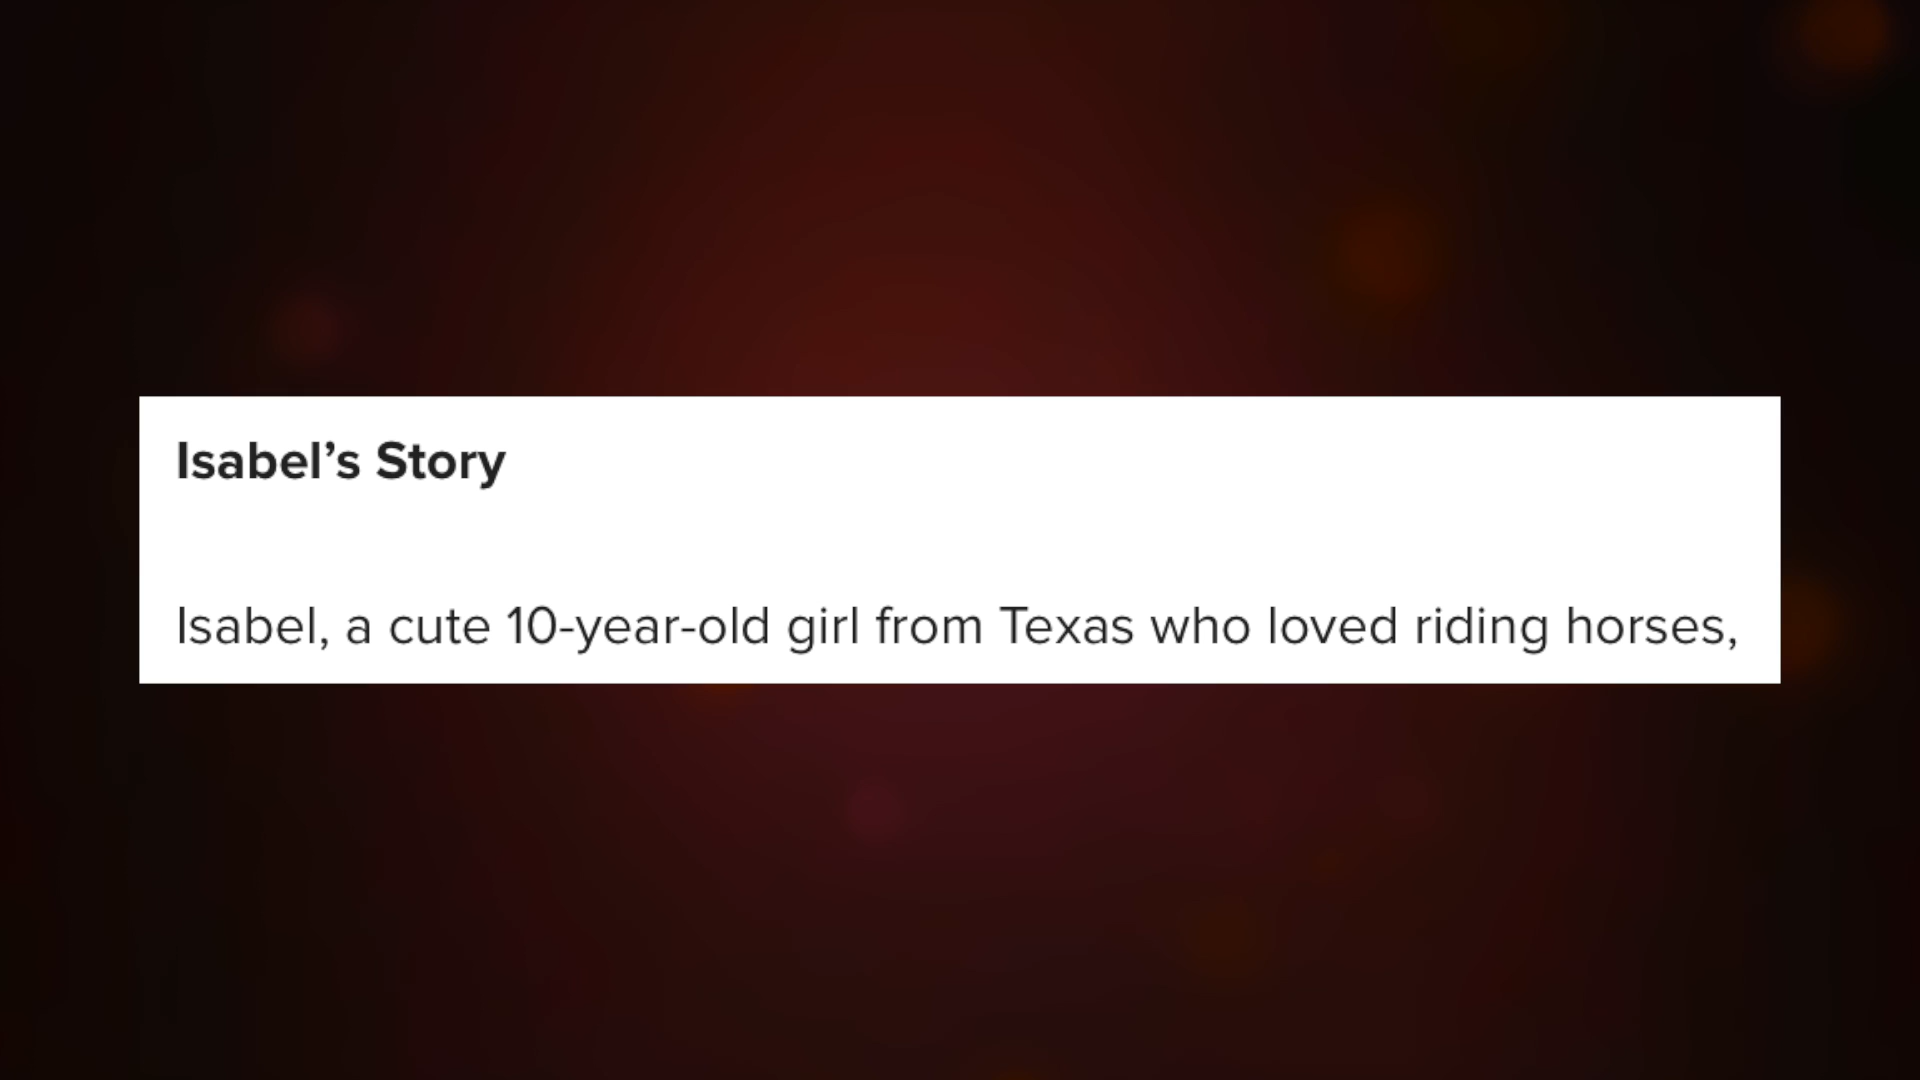 Isabel’s Story
Isabel, a cute 10-year-old girl from Texas who loved riding horses,